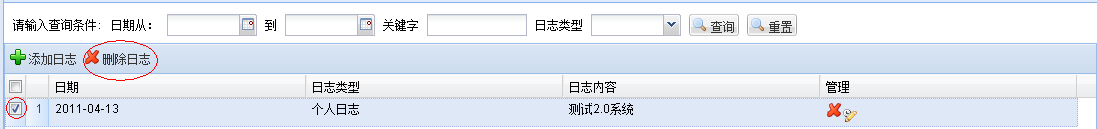 请输入查询条件: 日期从: 到 关键字 日志类型 查询 重置
添加日志 删除日志
日期 日志类型 日志内容 管理
1 2011-04-13 个人日志 测试2.0系统